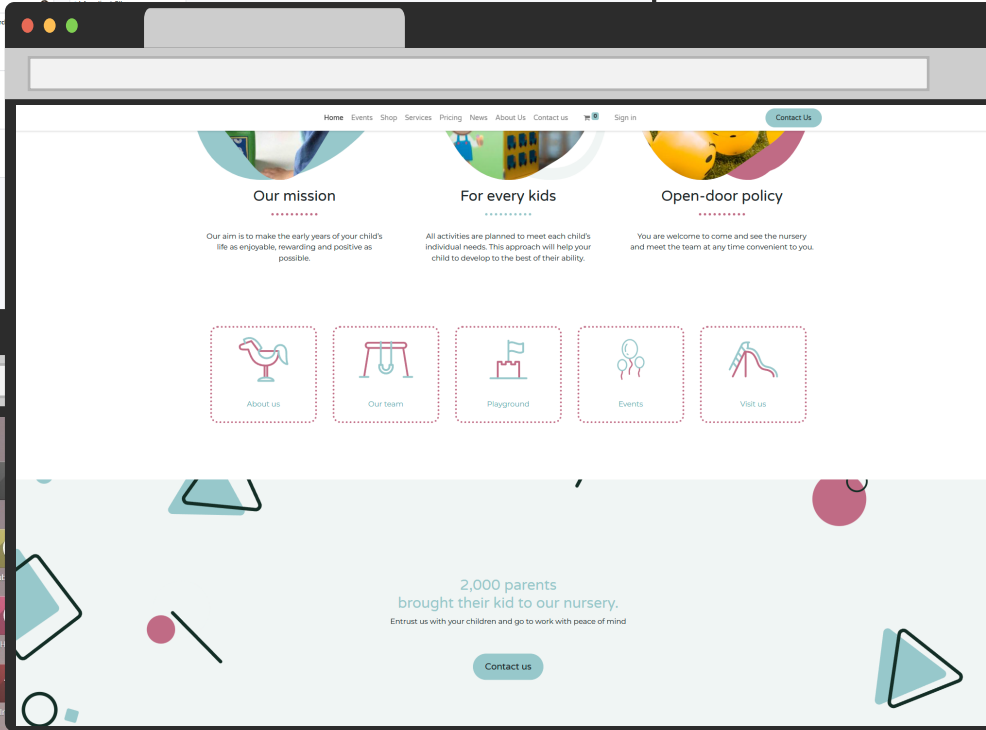 Home Events Shop Services Pricing News About Us Contact us 0 Sign in Contact Us
Our mission
For every kids
Open-door policy
Our aim is to make the early years of your child's
life as enjoyable, rewarding and positive as
possible.
All activities are planned to meet each child's
individual needs. This approach will help your
child to develop to the best of their ability.
You are welcome to come and see the nursery
and meet the team at any time convenient to you.
About us
Our team
Playground
Events
Visit us
2,000 parents
brought their kid to our nursery.
Entrust us with your children and go to work with peace of mind
Contact us